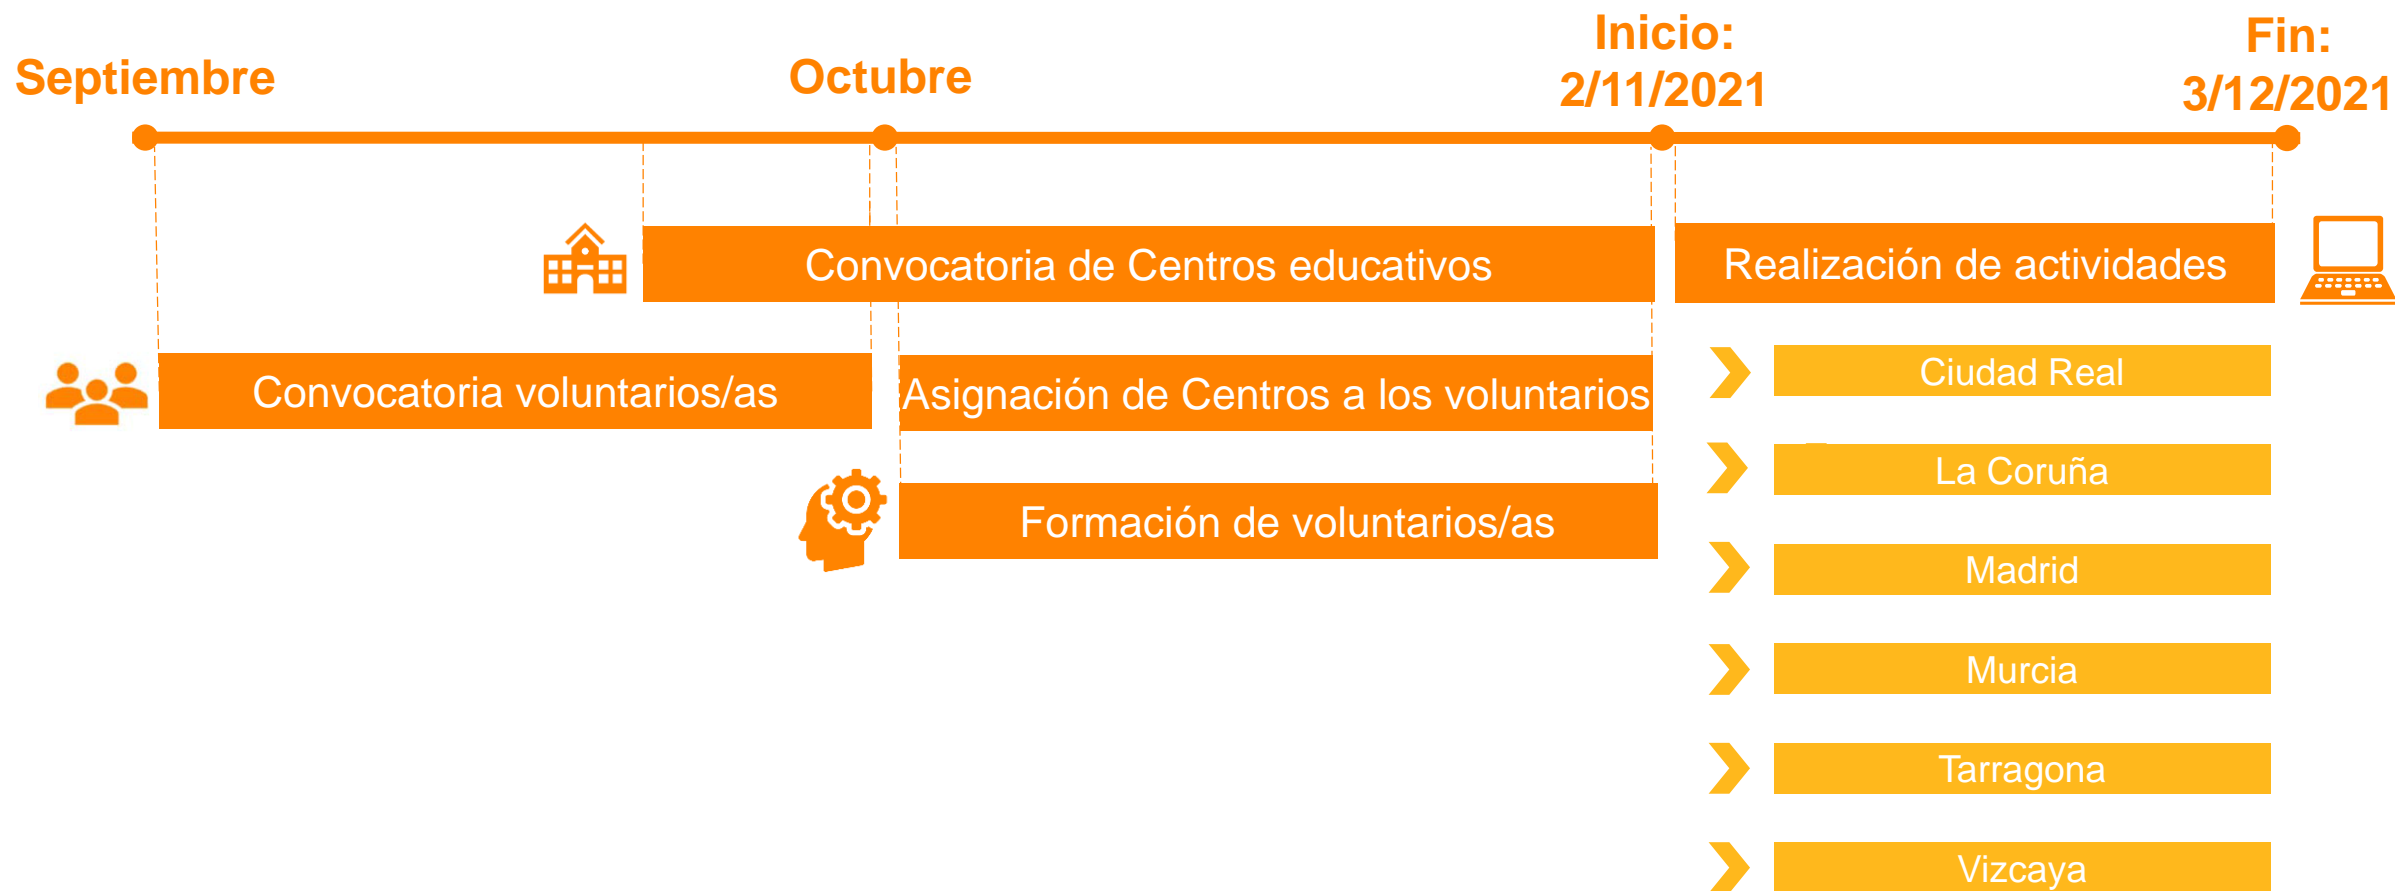 Septiembre
Octubre
Inicio:
2/11/2021
Fin:
3/12/2021
Convocatoria de Centros educativos
Realización de actividades
Convocatoria voluntarios/as
Asignación de Centros a los voluntarios
Formación de voluntarios/as
Ciudad Real
La Coruña
Madrid
Murcia
Tarragona
Vizcaya